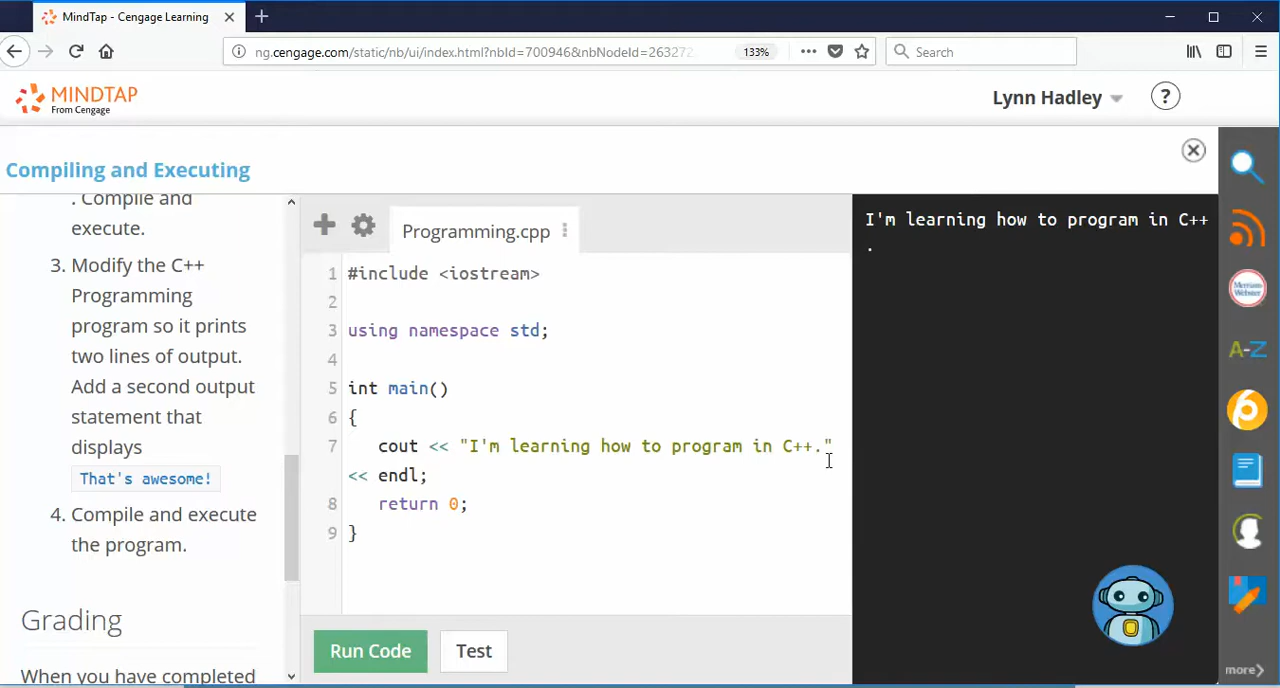 MindTap - Cengage Learning
ng.cengage.com/static/nb/ui/index.html?nbId=700946&nbNodeId=263272
133%
Search
MINDTAP
From Cengage
Lynn Hadley
?
Compiling and Executing
. Compile and
execute.
3. Modify the C++
Programming
program so it prints
two lines of output.
Add a second output
statement that
displays
That's awesome!
4. Compile and execute
the program.
Grading
When you have completed
Programming.cpp
1 #include <iostream>
2
3 using namespace std;
4
5 int main()
6 {
7 cout << "I'm learning how to program in C++."
<< endl;
8 return 0;
9 }
Run Code
Test
I'm learning how to program in C++
.
Merriam
Webster
A-Z
more